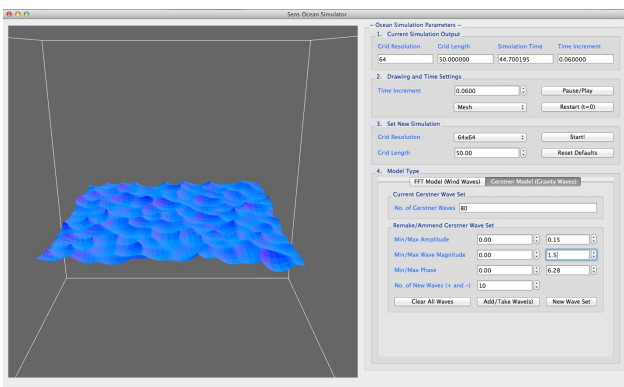 Sens Ocean Simulator
~ Ocean Simulation Parameters ~
1. Current Simulation Output
Grid Resolution Grid Length Simulation Time Time Increment
64 50.000000 44.700195 0.060000
2. Drawing and Time Settings
Time Increment 0.0600 Pause/Play
Mesh Restart (t=0)
3. Set New Simulation
Grid Resolution 64x64 Start!
Grid Length 50.00 Reset Defaults
4. Model Type
FFT Model (Wind Waves) Gerstner Model (Gravity Waves)
Current Gerstner Wave Set
No. of Gerstner Waves 80
Remake/Ammend Gerstner Wave Set
Min/Max Amplitude 0.00 0.15
Min/Max Wave Magnitude 0.00 1.5
Min/Max Phase 0.00 6.28
No. of New Waves (+ and -) 10
Clear All Waves Add/Take Wave(s) New Wave Set